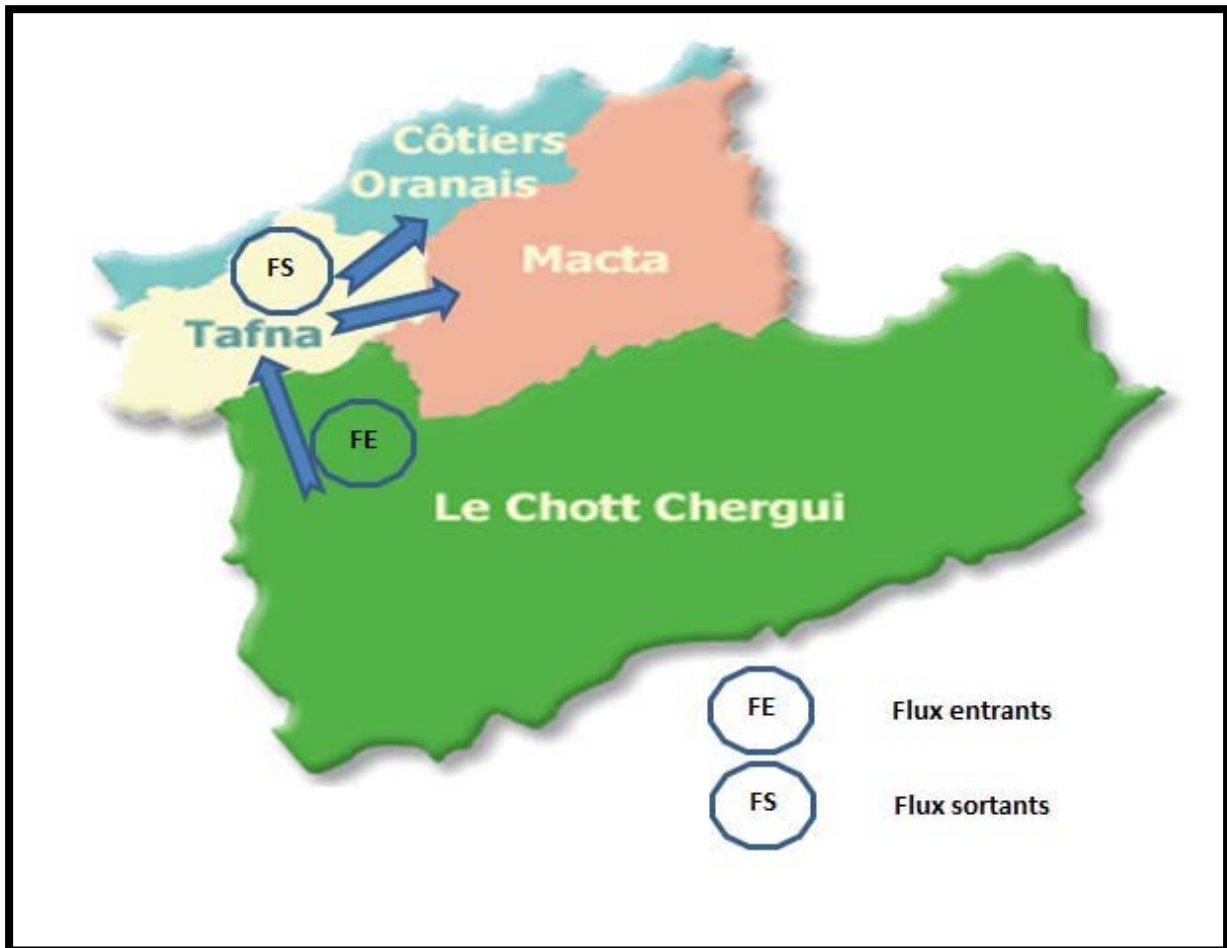 Côtiers
Oranais
Macta
FS
Tafna
FE
Le Chott Chergui
FE Flux entrants
FS Flux sortants